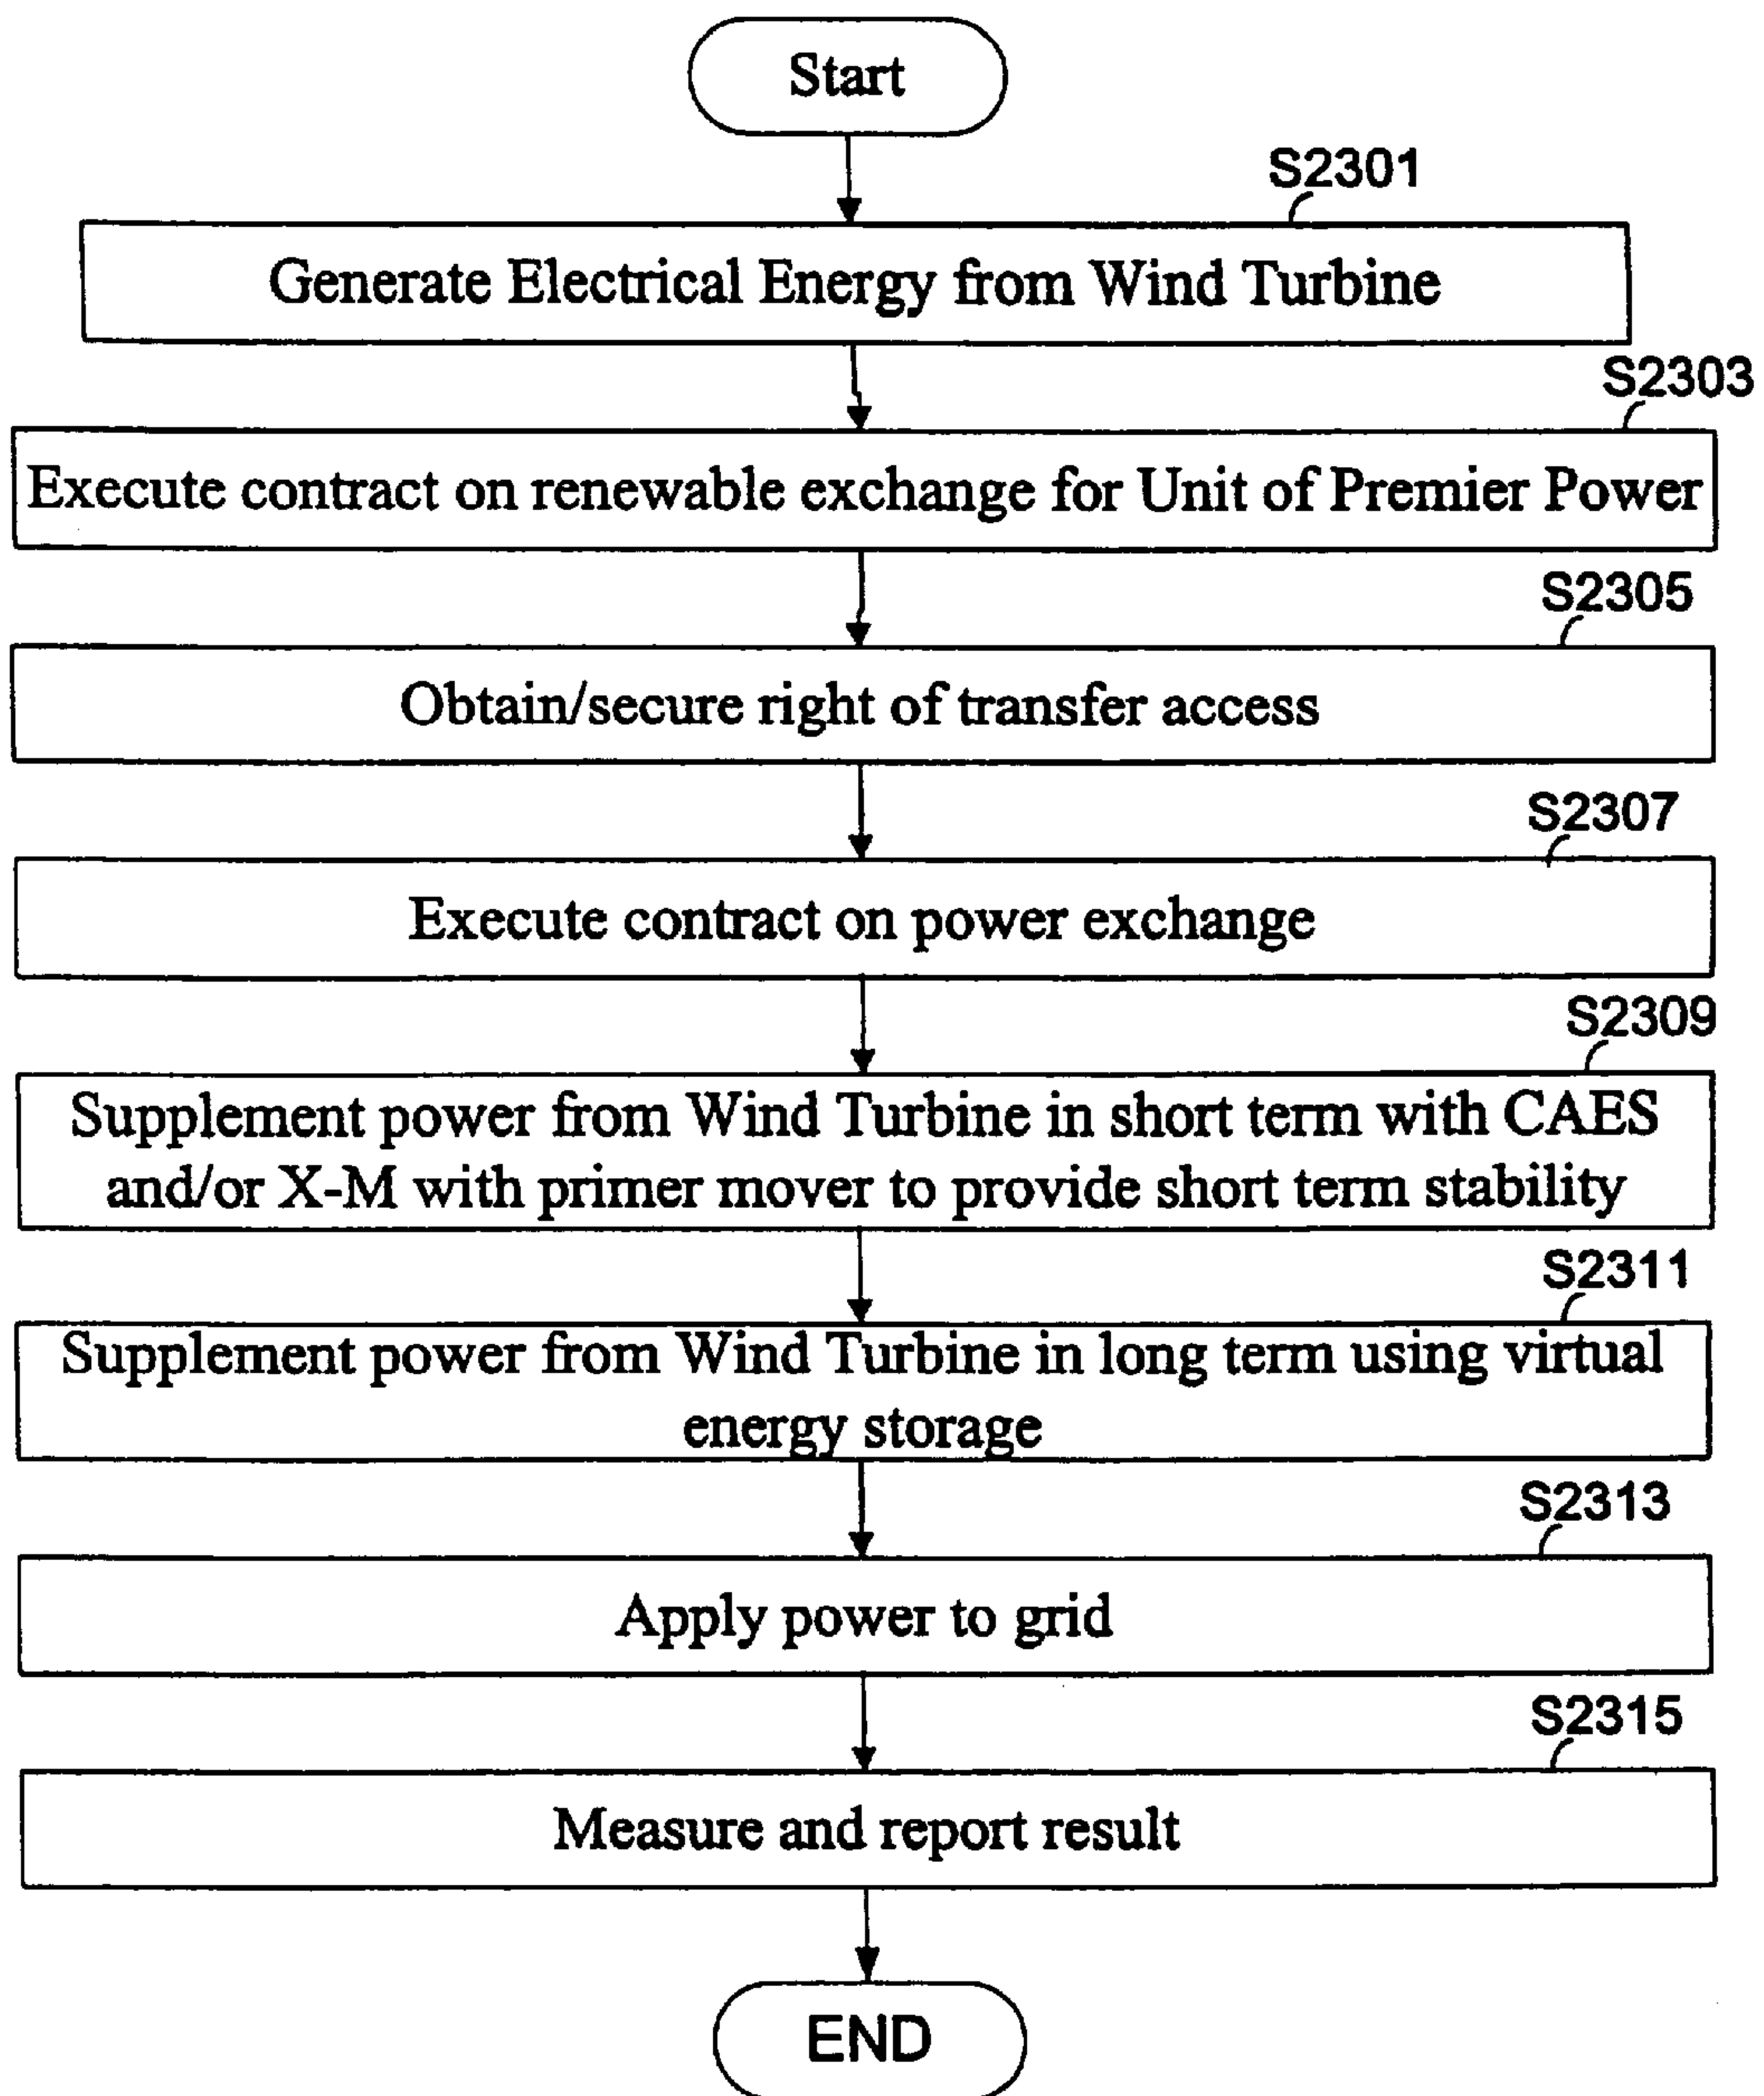 Start
S2301
Generate Electrical Energy from Wind Turbine
S2303
Execute contract on renewable exchange for Unit of Premier Power
S2305
Obtain/secure right of transfer access
S2307
Execute contract on power exchange
S2309
Supplement power from Wind Turbine in short term with CAES
and/or X-M with primer mover to provide short term stability
S2311
Supplement power from Wind Turbine in long term using virtual
energy storage
S2313
Apply power to grid
S2315
Measure and report result
END